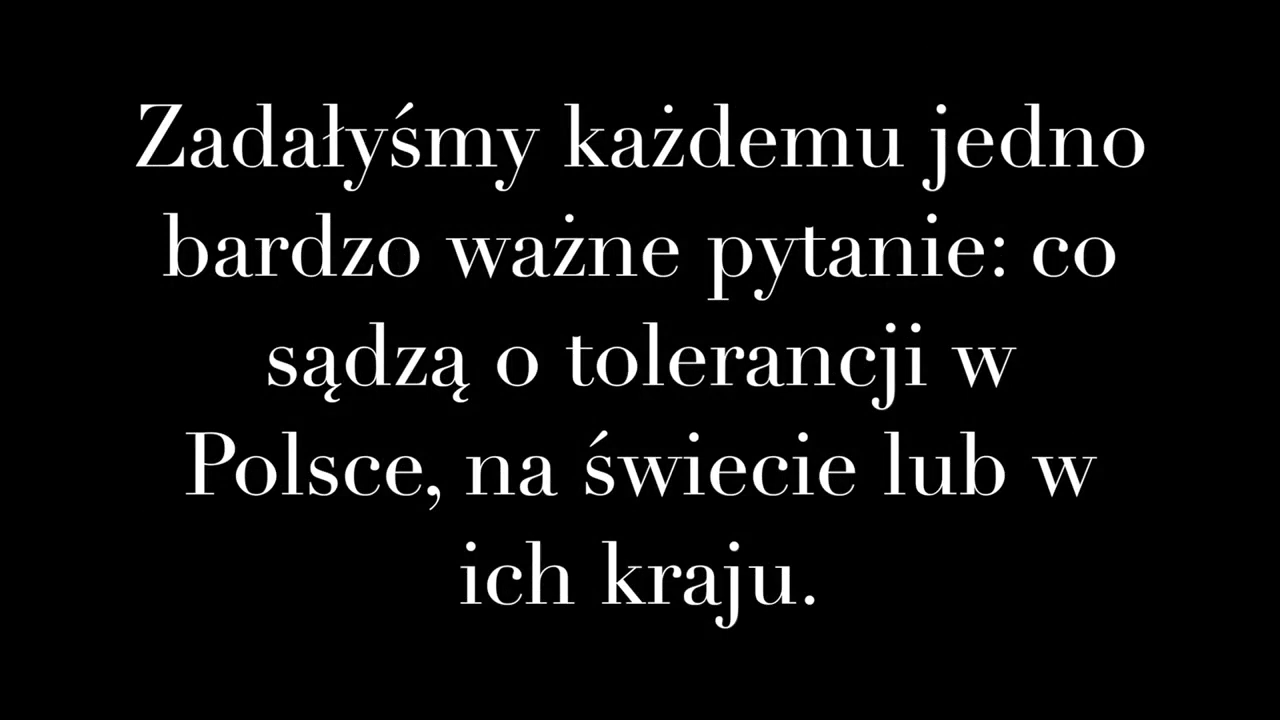 Zadałyśmy każdemu jedno
bardzo ważne pytanie: co
sądzą o tolerancji w
Polsce, na świecie lub w
ich kraju.